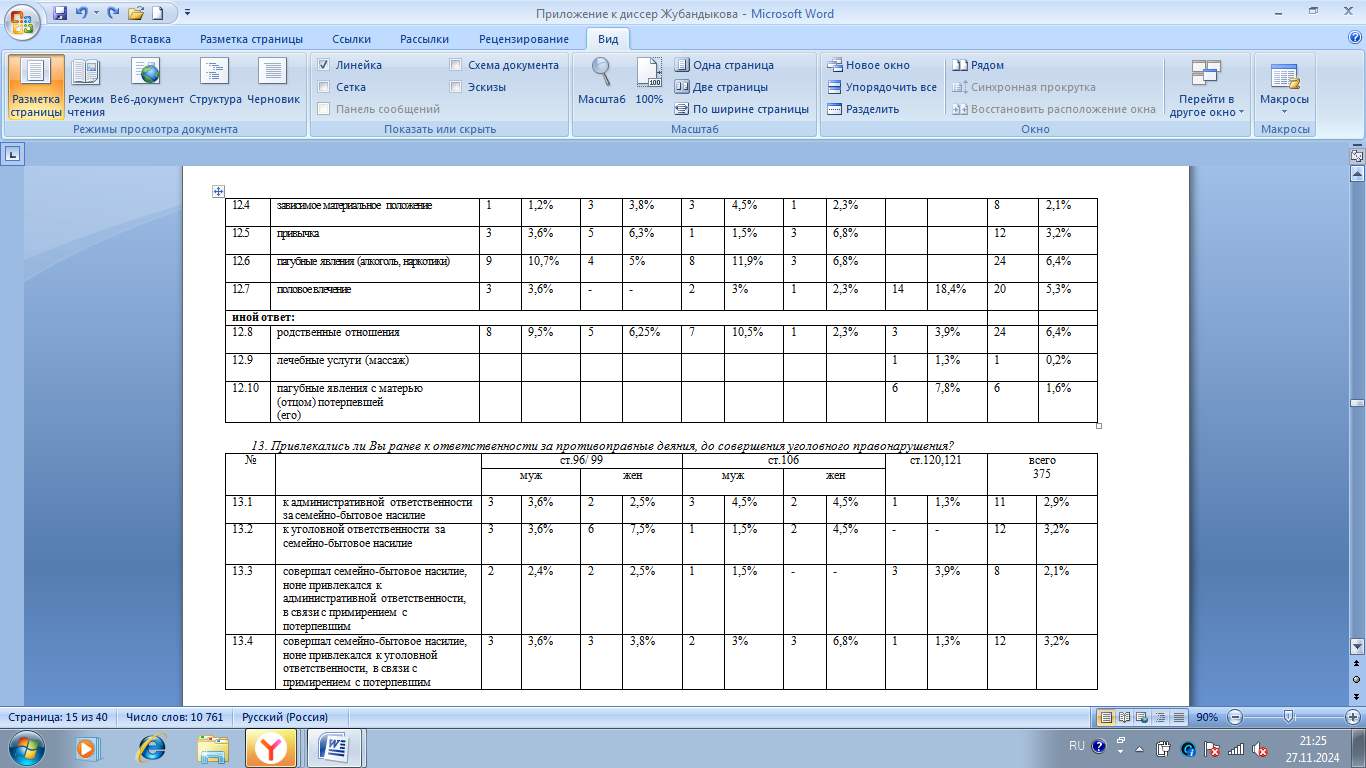 Приложение к диссер Жубандыкова - Microsoft Word
Главная Вставка Разметка страницы Ссылки Рассылки Рецензирование Вид
Линейка Схема документа Одна страница Новое окно Рядом
Сетка Эскизы Две страницы Упорядочить все Синхронная прокрутка
Панель сообщений По ширине страницы Разделить Восстановить расположение окна
Разметка страницы Режим чтения Веб-документ Структура Черновик Масштаб 100% Перейти в другое окно Макросы
Режимы просмотра документа Показать или скрыть Масштаб Окно Макросы
12.4 зависимое материальное положение 1 1,2% 3 3,8% 3 4,5% 1 2,3% 8 2,1%
12.5 привычка 3 3,6% 5 6,3% 1 1,5% 3 6,8% 12 3,2%
12.6 пагубные явления (алкоголь, наркотики) 9 10,7% 4 5% 8 11,9% 3 6,8% 24 6,4%
12.7 половое влечение 3 3,6% - - 2 3% 1 2,3% 14 18,4% 20 5,3%
иной ответ:
12.8 родственные отношения 8 9,5% 5 6,25% 7 10,5% 1 2,3% 3 3,9% 24 6,4%
12.9 лечебные услуги (массаж) 1 1,3% 1 0,2%
12.10 пагубные явления с матерью 6 7,8% 6 1,6%
(отцом) потерпевшей
(его)
13. Привлекались ли Вы ранее к ответственности за противоправные деяния, до совершения уголовного правонарушения?
№ ст.96/ 99 ст.106 ст.120,121 всего
муж жен муж жен 375
13.1 к административной ответственности 3 3,6% 2 2,5% 3 4,5% 2 4,5% 1 1,3% 11 2,9%
за семейно-бытовое насилие
13.2 к уголовной ответственности за 3 3,6% 6 7,5% 1 1,5% 2 4,5% - - 12 3,2%
семейно-бытовое насилие
13.3 совершал семейно-бытовое насилие, 2 2,4% 2 2,5% 1 1,5% - - 3 3,9% 8 2,1%
ноне привлекался к
административной ответственности,
в связи с примирением с
потерпевшим
13.4 совершал семейно-бытовое насилие, 3 3,6% 3 3,8% 2 3% 3 6,8% 1 1,3% 12 3,2%
ноне привлекался к уголовной
ответственности, в связи с
примирением с потерпевшим
Страница: 15 из 40 Число слов: 10 761 Русский (Россия) 90%
RU 21:25
27.11.2024